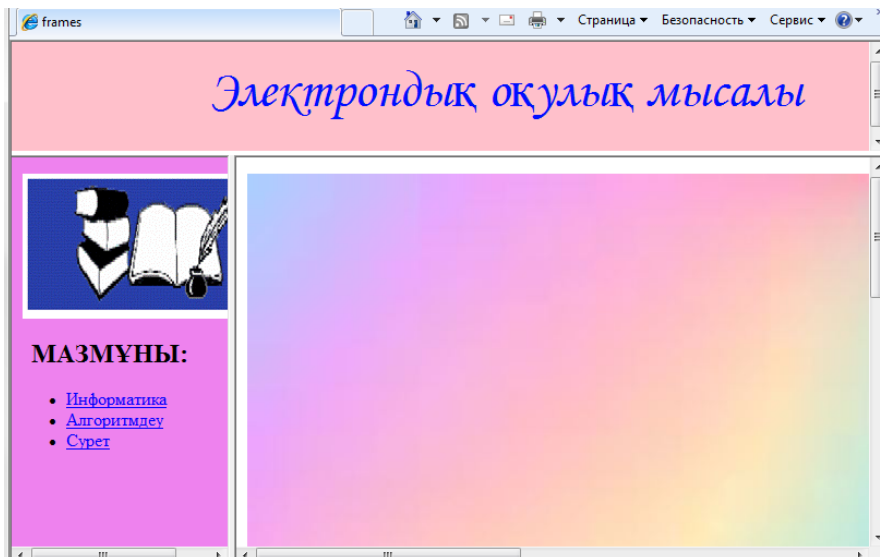 frames
Страница Безопасность Сервис
Электрондық оқулық мысалы
МАЗМҰНЫ:
Информатика
Алгоритмдеу
Сурет